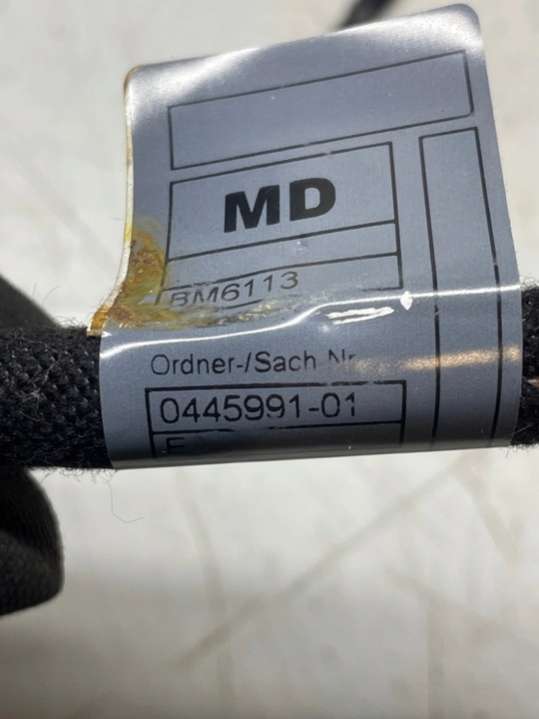 MD
BM6113
Ordner-/Sach Nr
0445991-01